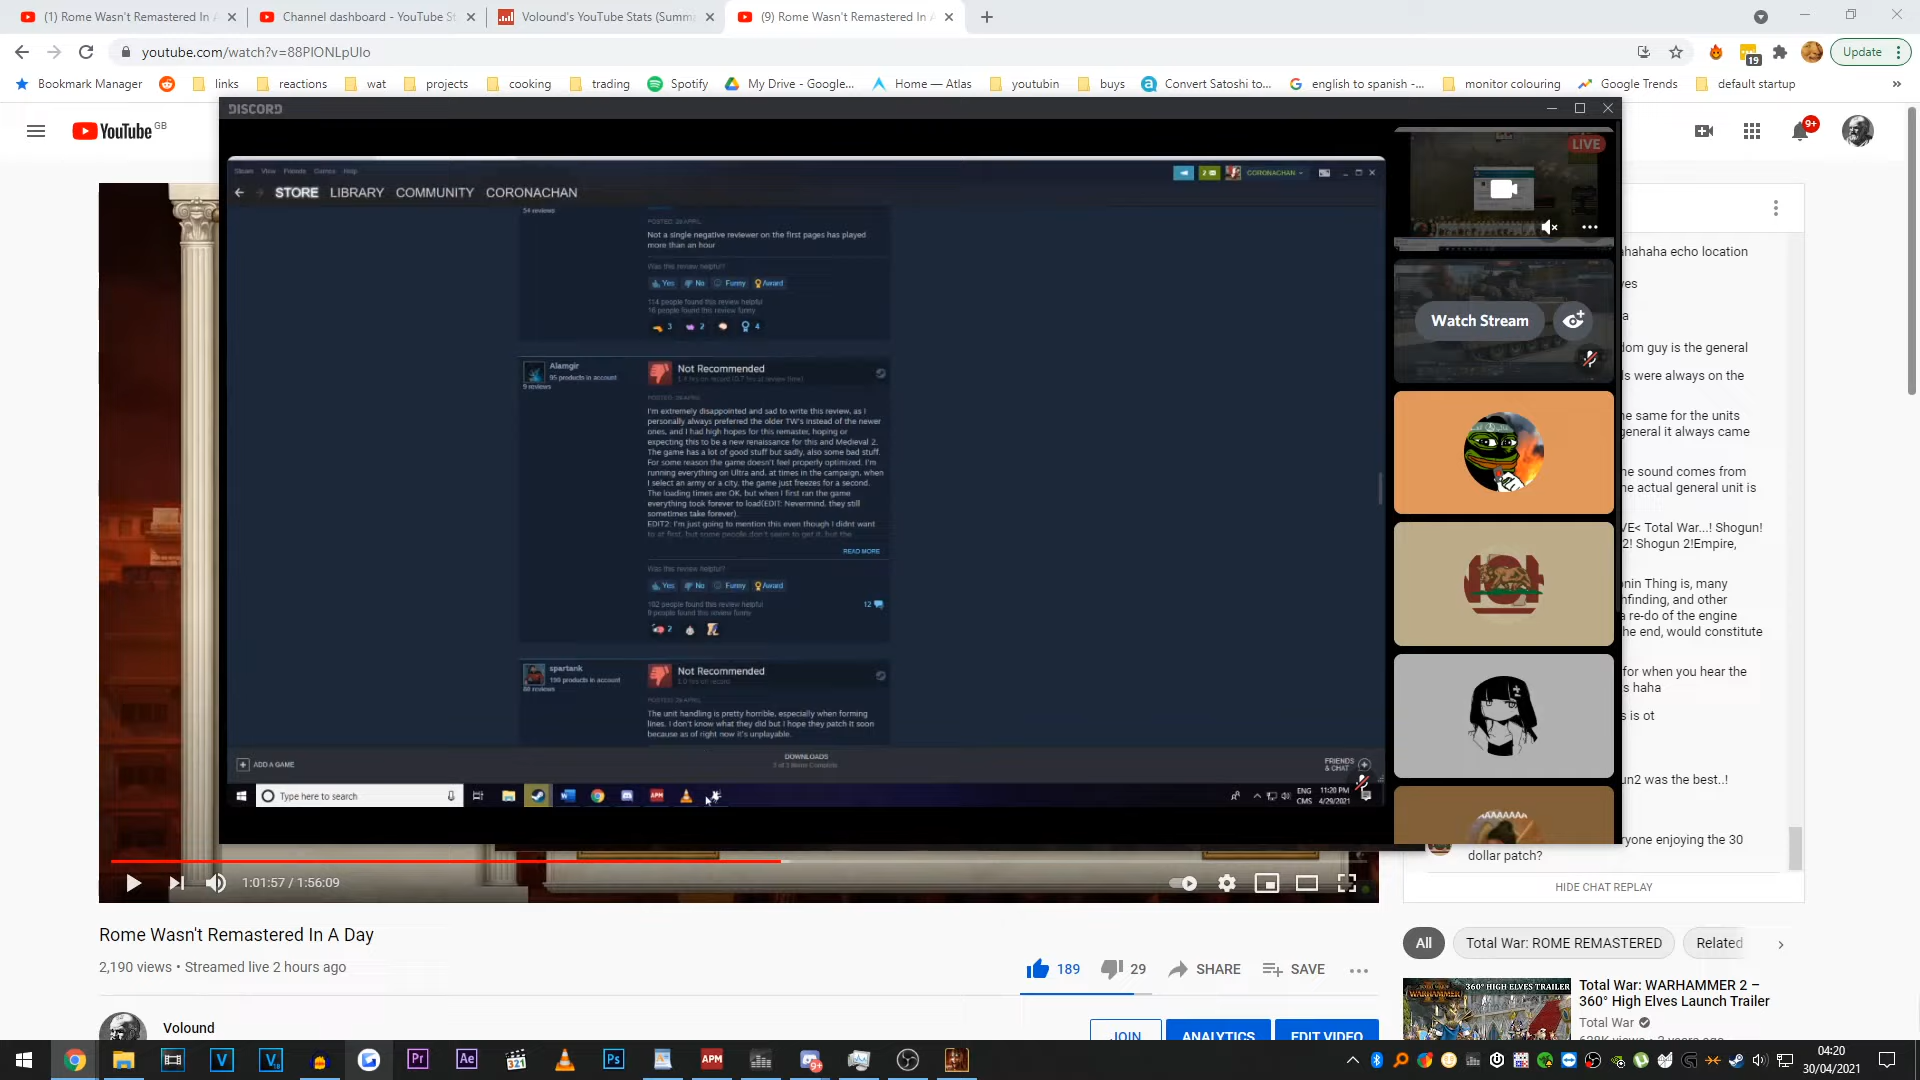 (1) Rome Wasn't Remastered In A
Channel dashboard - YouTube St
Volound's YouTube Stats (Summa
(9) Rome Wasn't Remastered In A
youtube.com/watch?v=88PlONLpUIo
19
Update
Bookmark Manager
links
reactions
wat
projects
cooking
trading
Spotify
My Drive - Google...
Home — Atlas
youtubin
buys
Convert Satoshi to...
english to spanish -...
monitor colouring
Google Trends
default startup
YouTube GB
9+
DISCORD
Steam View Friends Games Help
CORONACHAN
STORE LIBRARY COMMUNITY CORONACHAN
54 reviews
POSTED: 29 APRIL
Not a single negative reviewer on the first pages has played
more than an hour
Was this review helpful?
Yes No Funny Award
114 people found this review helpful
16 people found this review funny
3 2 4
Alamgir
95 products in account
9 reviews
Not Recommended
I'm extremely disappointed and sad to write this review, as I
personally always preferred the older TW's instead of the newer
ones, and I had high hopes for this remaster, hoping or
expecting this to be a new renaissance for this and Medieval 2.
The game has a lot of good stuff but sadly, also some bad stuff.
For some reason the game doesn't feel properly optimized. I'm
running everything on Ultra and, at times in the campaign, when
I select an army or a city, the game just freezes for a second.
The loading times are OK, but when I first ran the game
everything took forever to load(EDIT: Nevermind, they still
sometimes take forever).
EDIT2: I'm just going to mention this even though I didnt want
to at first, but some people don't seem to get it, but the
READ MORE
Was this review helpful?
Yes No Funny Award
102 people found this review helpful
9 people found this review funny
12
2
spartank
190 products in account
Not Recommended
The unit handling is pretty horrible, especially when forming
lines. I don't know what they did but I hope they patch it soon
because as of right now it's unplayable.
ADD A GAME
DOWNLOADS
FRIENDS
& CHAT
Type here to search
ENG
CMS
11:20 PM
4/29/2021
LIVE
Watch Stream
hahaha echo location
dom guy is the general
s were always on the
e same for the units
eneral it always came
e sound comes from
e actual general unit is
VE< Total War...! Shogun!
2! Shogun 2!Empire,
nin Thing is, many
hfinding, and other
a re-do of the engine
he end, would constitute
for when you hear the
s haha
s is ot
un2 was the best..!
ryone enjoying the 30
dollar patch?
HIDE CHAT REPLAY
1:01:57 / 1:56:09
Rome Wasn't Remastered In A Day
2,190 views • Streamed live 2 hours ago
189
29
SHARE
SAVE
Volound
JOIN
ANALYTICS
EDIT VIDEO
All
Total War: ROME REMASTERED
Related
360° HIGH ELVES TRAILER
Total War: WARHAMMER 2 –
360° High Elves Launch Trailer
Total War
04:20
30/04/2021